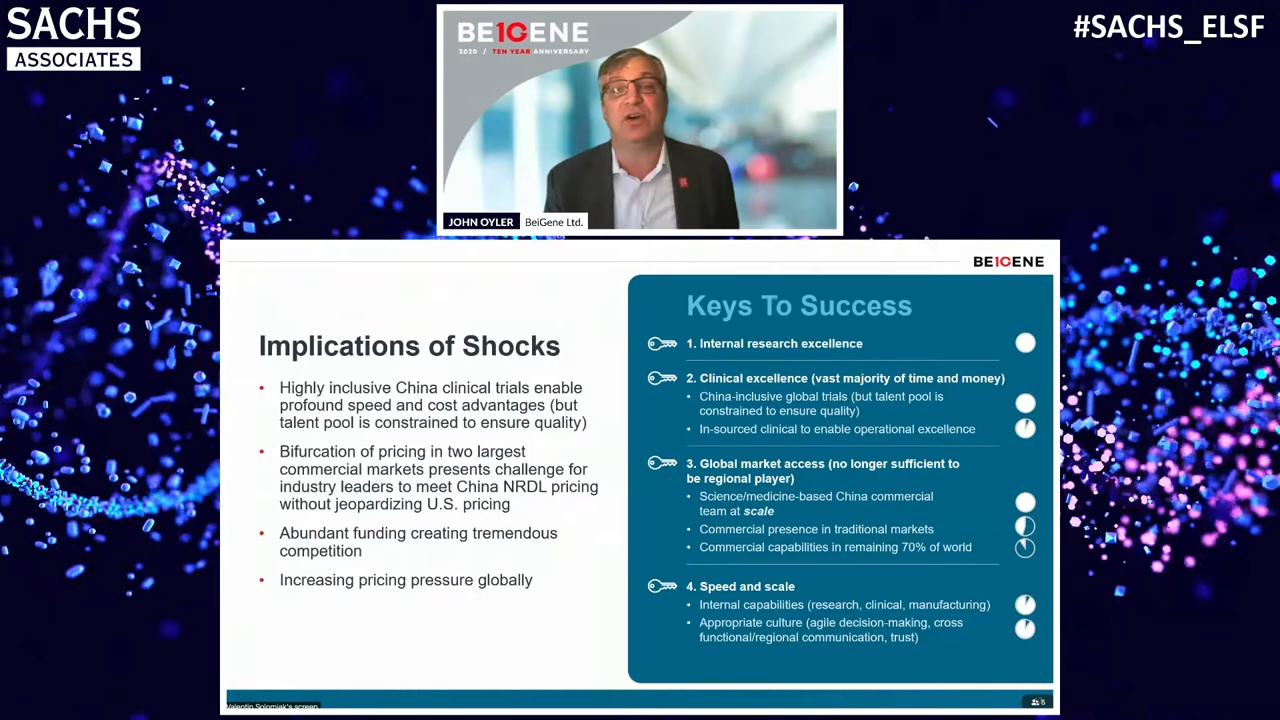 SACHS
ASSOCIATES
#SACHS_ELSF
BE10ENE
2020 / TEN YEAR ANNIVERSARY
JOHN OYLER
BeiGene Ltd.
BE10ENE
Implications of Shocks
• Highly inclusive China clinical trials enable
profound speed and cost advantages (but
talent pool is constrained to ensure quality)
• Bifurcation of pricing in two largest
commercial markets presents challenge for
industry leaders to meet China NRDL pricing
without jeopardizing U.S. pricing
• Abundant funding creating tremendous
competition
• Increasing pricing pressure globally
Keys To Success
1. Internal research excellence
2. Clinical excellence (vast majority of time and money)
• China-inclusive global trials (but talent pool is
constrained to ensure quality)
• In-sourced clinical to enable operational excellence
3. Global market access (no longer sufficient to
be regional player)
• Science/medicine-based China commercial
team at scale
• Commercial presence in traditional markets
• Commercial capabilities in remaining 70% of world
4. Speed and scale
• Internal capabilities (research, clinical, manufacturing)
• Appropriate culture (agile decision-making, cross
functional/regional communication, trust)
Valentin Solomiak's screen
5